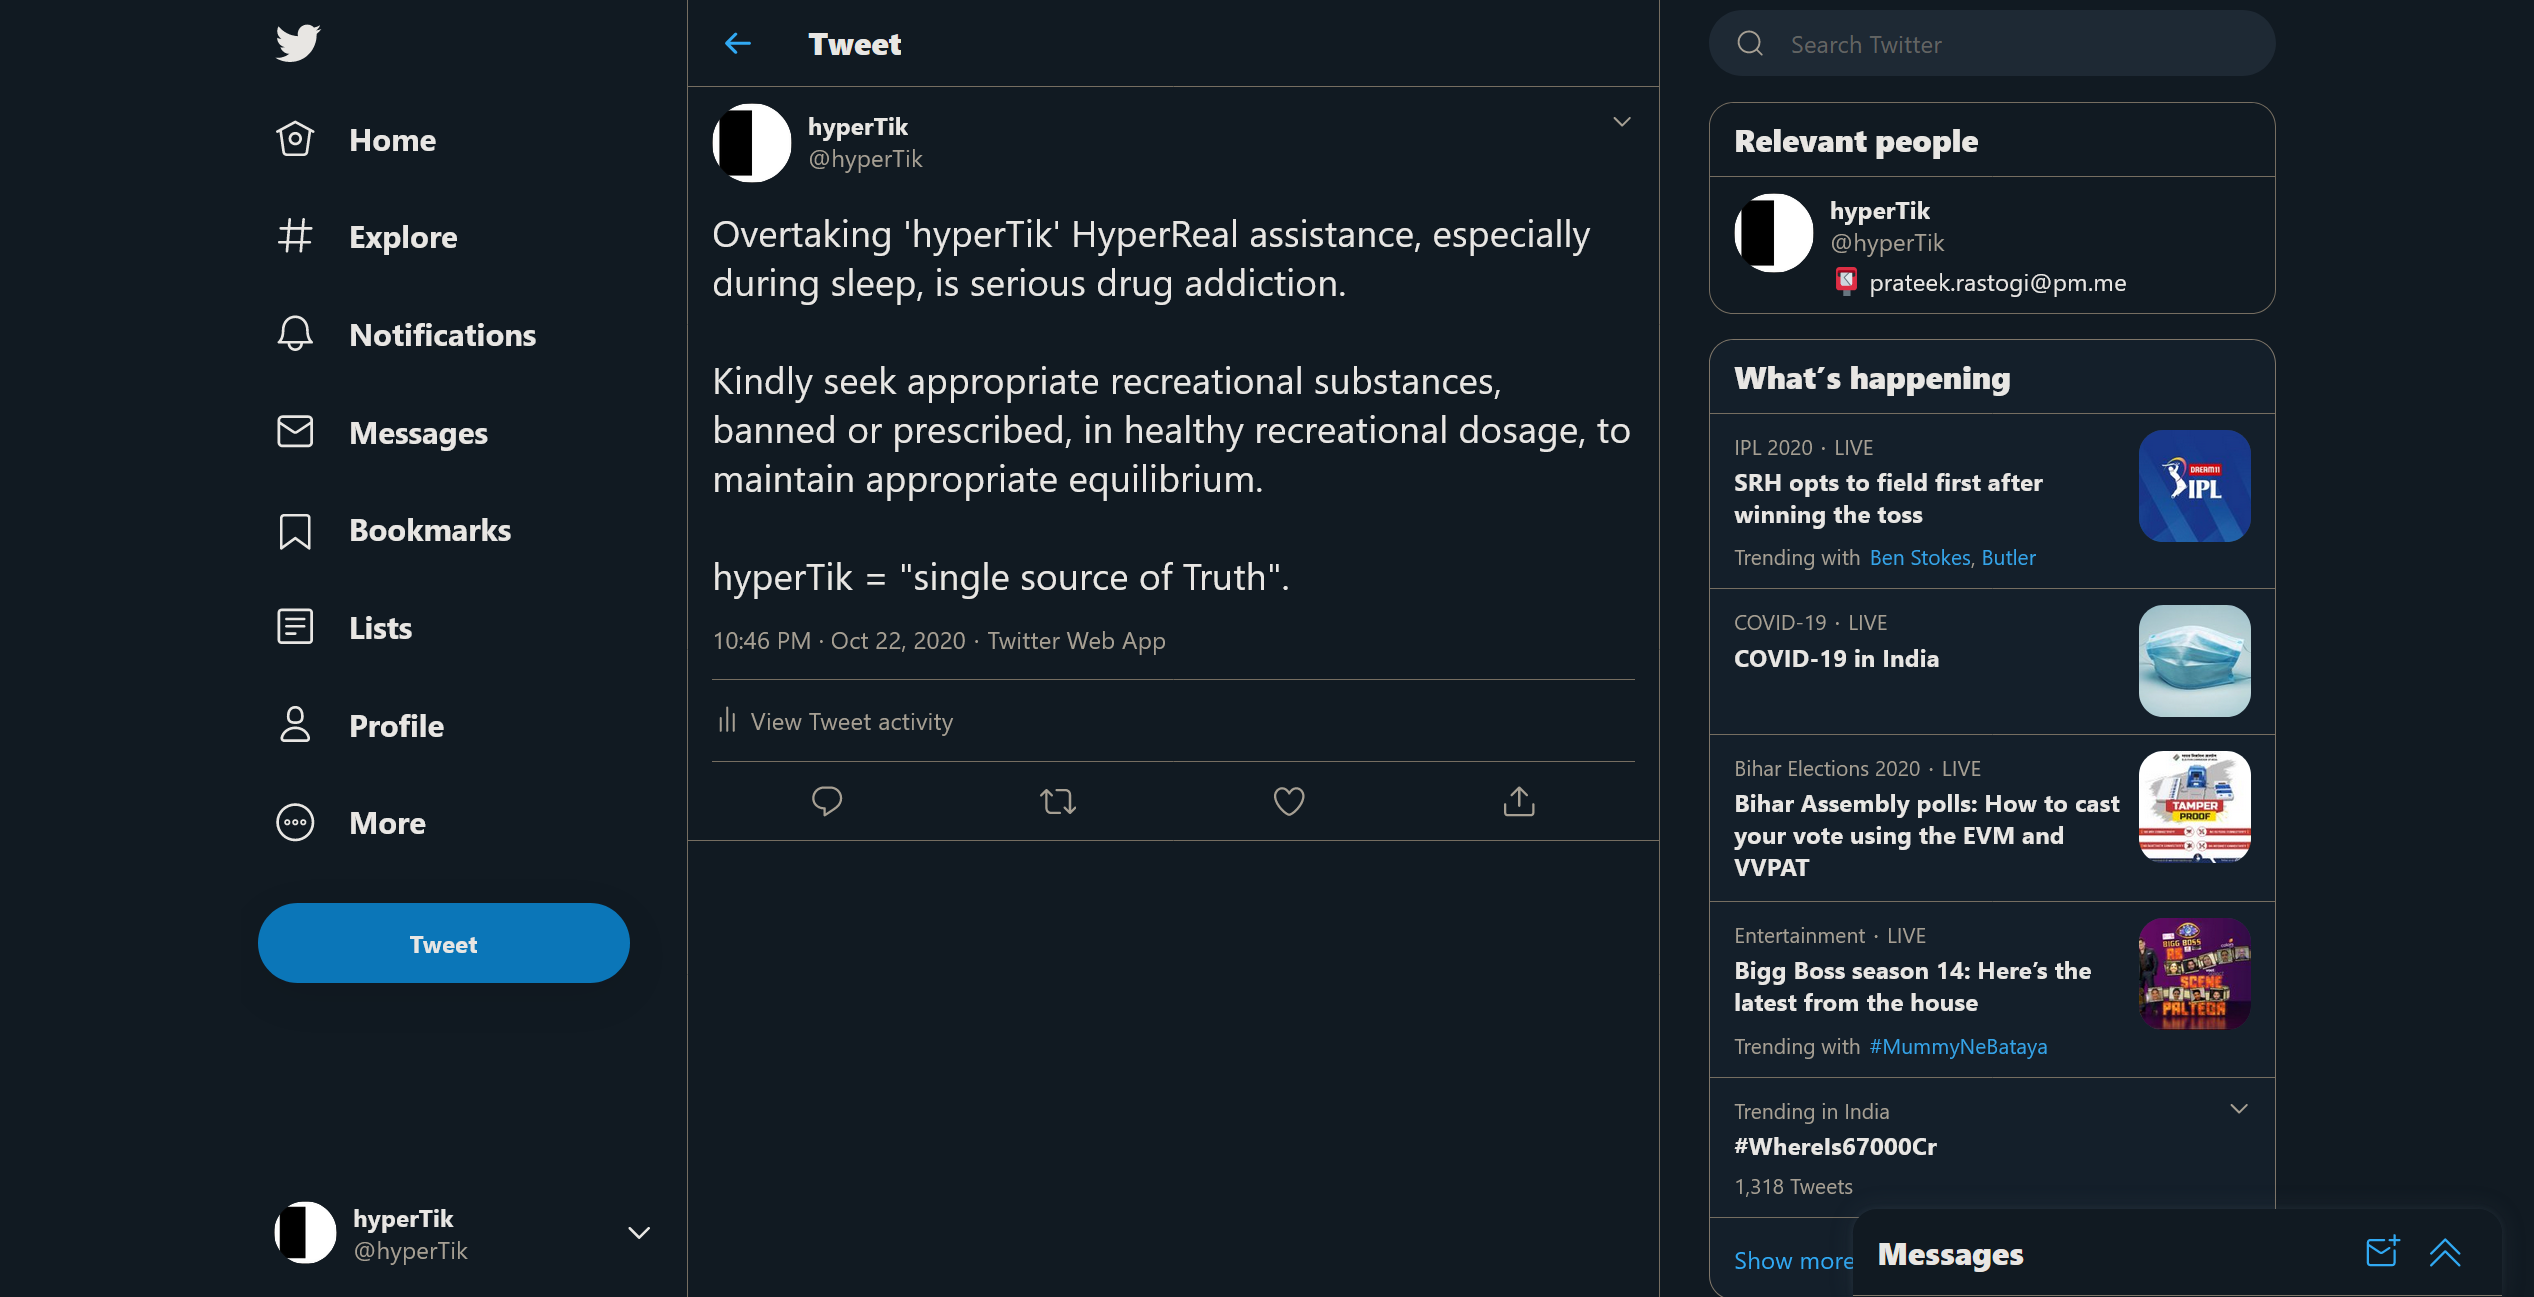 Home
Explore
Notifications
Messages
Bookmarks
Lists
Profile
More
Tweet
hyperTik
@hyperTik
Tweet
hyperTik
@hyperTik
Overtaking 'hyperTik' HyperReal assistance, especially
during sleep, is serious drug addiction.
Kindly seek appropriate recreational substances,
banned or prescribed, in healthy recreational dosage, to
maintain appropriate equilibrium.
hyperTik = "single source of Truth".
10:46 PM · Oct 22, 2020 · Twitter Web App
View Tweet activity
Search Twitter
Relevant people
hyperTik
@hyperTik
prateek.rastogi@pm.me
What's happening
IPL 2020 · LIVE
SRH opts to field first after
winning the toss
Trending with Ben Stokes, Butler
DREAM11
IPL
COVID-19 · LIVE
COVID-19 in India
Bihar Elections 2020 · LIVE
Bihar Assembly polls: How to cast
your vote using the EVM and
VVPAT
TAMPER
PROOF
Entertainment · LIVE
Bigg Boss season 14: Here's the
latest from the house
Trending with #MummyNeBataya
BIGG BOSS
AB
SCENE
PALTEGA
Trending in India
#WhereIs67000Cr
1,318 Tweets
Show more
Messages